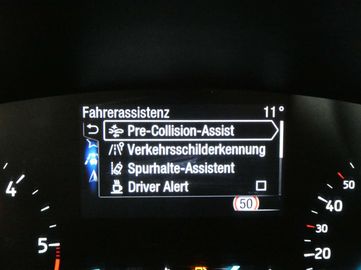 Fahrerassistenz 11°
Pre-Collision-Assist
Verkehrsschilderkennung
Spurhalte-Assistent
Driver Alert
50
4
5
50
40
30
20